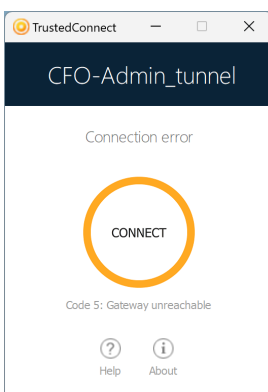 TrustedConnect
CFO-Admin_tunnel
Connection error
CONNECT
Code 5: Gateway unreachable
Help About